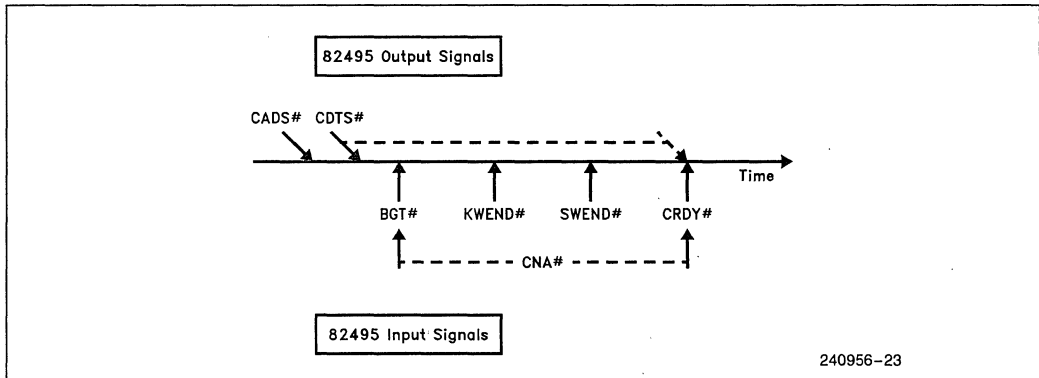 82495 Output Signals
CADS# CDTS#
Time
BGT# KWEND# SWEND# CRDY#
CNA#
82495 Input Signals
240956-23